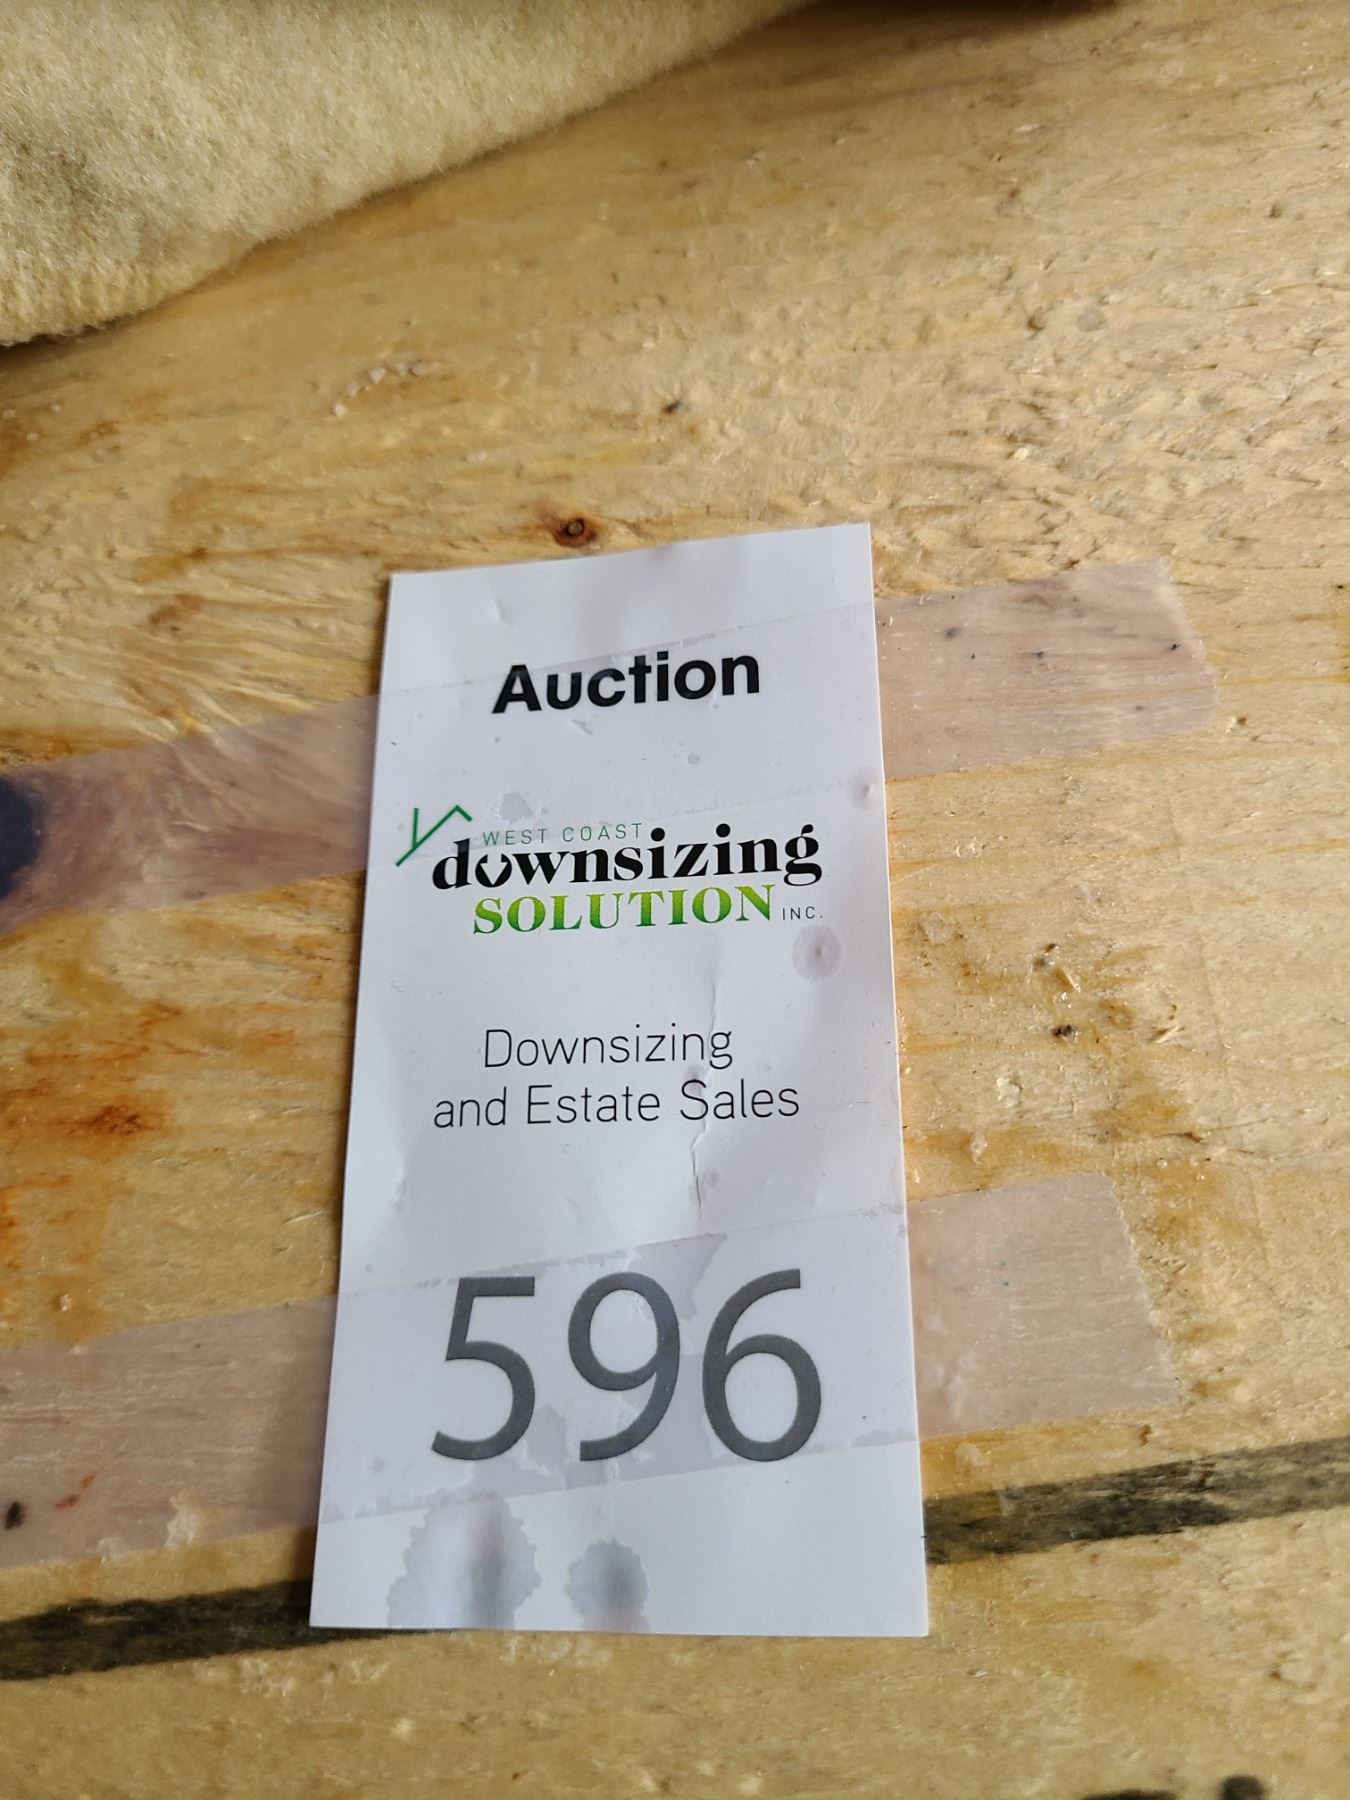 Auction
WEST COAST
downsizing
SOLUTION INC.
Downsizing
and Estate Sales
596